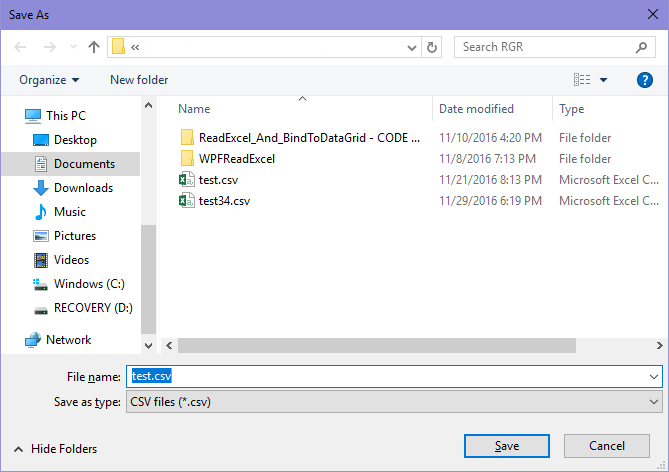 Save As
«
Search RGR
Organize
New folder
?
This PC
Desktop
Documents
Downloads
Music
Pictures
Videos
Windows (C:)
RECOVERY (D:)
Network
Name Date modified Type
ReadExcel_And_BindToDataGrid - CODE ... 11/10/2016 4:20 PM File folder
WPFReadExcel 11/8/2016 7:13 PM File folder
test.csv 11/21/2016 8:13 PM Microsoft Excel C...
test34.csv 11/29/2016 6:19 PM Microsoft Excel C...
File name: test.csv
Save as type: CSV files (*.csv)
Hide Folders
Save
Cancel